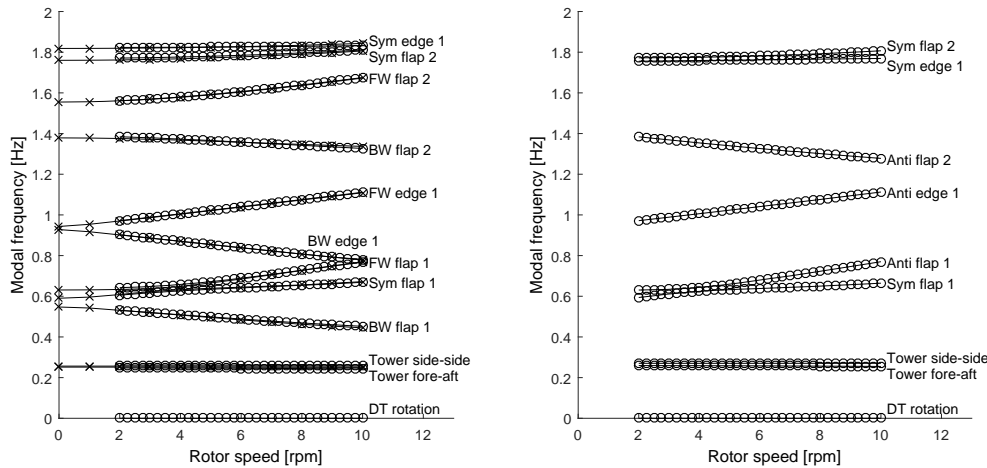 2
1.8
1.6
1.4
1.2
1
0.8
0.6
0.4
0.2
0
Modal frequency [Hz]
Sym edge 1
Sym flap 2
FW flap 2
BW flap 2
FW edge 1
BW edge 1
FW flap 1
Sym flap 1
BW flap 1
Tower side-side
Tower fore-aft
DT rotation
0 2 4 6 8 10 12
Rotor speed [rpm]
2
1.8
1.6
1.4
1.2
1
0.8
0.6
0.4
0.2
0
Modal frequency [Hz]
Sym flap 2
Sym edge 1
Anti flap 2
Anti edge 1
Anti flap 1
Sym flap 1
Tower side-side
Tower fore-aft
DT rotation
0 2 4 6 8 10 12
Rotor speed [rpm]